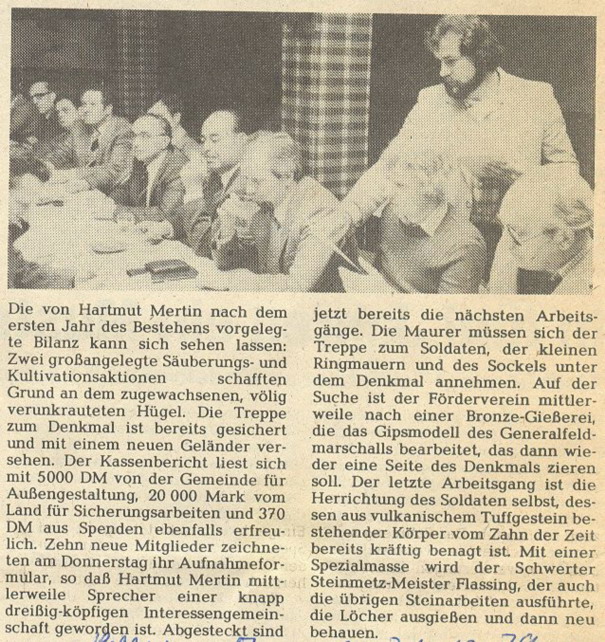 Die von Hartmut Mertin nach dem
ersten Jahr des Bestehens vorgeleg-
te Bilanz kann sich sehen lassen:
Zwei großangelegte Säuberungs- und
Kultivationsaktionen schafften
Grund an dem zugewachsenen, völig
verunkrauteten Hügel. Die Treppe
zum Denkmal ist bereits gesichert
und mit einem neuen Geländer ver-
sehen. Der Kassenbericht liest sich
mit 5000 DM von der Gemeinde für
Außengestaltung, 20 000 Mark vom
Land für Sicherungsarbeiten und 370
DM aus Spenden ebenfalls erfreu-
lich. Zehn neue Mitglieder zeichne-
ten am Donnerstag ihr Aufnahmefor-
mular, so daß Hartmut Mertin mitt-
lerweile Sprecher einer knapp
dreißig-köpfigen Interessengemein-
schaft geworden ist. Abgesteckt sind
jetzt bereits die nächsten Arbeits-
gänge. Die Maurer müssen sich der
Treppe zum Soldaten, der kleinen
Ringmauern und des Sockels unter
dem Denkmal annehmen. Auf der
Suche ist der Förderverein mittler-
weile nach einer Bronze-Gießerei,
die das Gipsmodell des Generalfeld-
marschalls bearbeitet, das dann wie-
der eine Seite des Denkmals zieren
soll. Der letzte Arbeitsgang ist die
Herrichtung des Soldaten selbst, des-
sen aus vulkanischem Tuffgestein be-
stehender Körper vom Zahn der Zeit
bereits kräftig benagt ist. Mit einer
Spezialmasse wird der Schwerter
Steinmetz-Meister Flassing, der auch
die übrigen Steinarbeiten ausführte,
die Löcher ausgießen und dann neu
behauen.